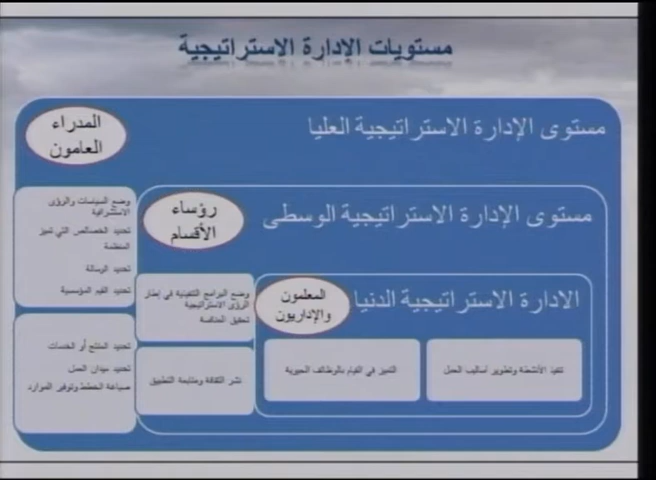 مستويات الإدارة الاستراتيجية
مستوى الإدارة الاستراتيجية العليا
المدراء
العامون
وضع السياسات والرؤى
الاستشرافية
تحديد الخصائص التي تميز
المنظمة
تحديد الرسالة
تحديد القيم المؤسسية
تحديد المنتج أو الخدمات
تحديد ميدان العمل
صياغة الخطط وتوفير الموارد
مستوى الإدارة الاستراتيجية الوسطى
رؤساء
الأقسام
وضع البرامج التنفيذية في إطار
الرؤى الاستراتيجية
تحقيق المنافسة
نشر الثقافة ومتابعة التطبيق
الادارة الاستراتيجية الدنيا
المعلمون
والإداريون
تنفيذ الأنشطة وتطوير أساليب العمل
التميز في القيام بالوظائف الحيوية